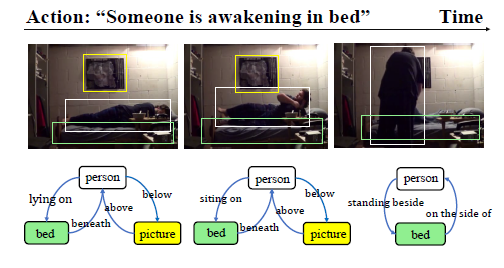 Action: “Someone is awakening in bed” Time
person
lying on
below
above
beneath
bed
picture
person
siting on
below
above
beneath
bed
picture
person
standing beside
on the side of
bed